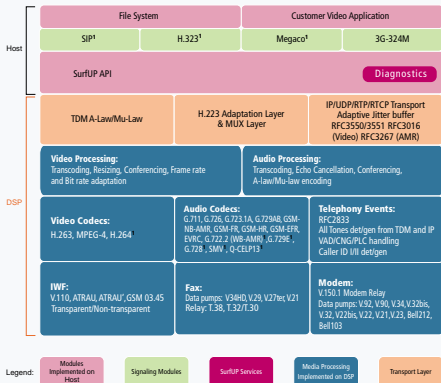 File System
Customer Video Application
Host
SIP¹
H.323¹
Megaco¹
3G-324M
SurfUP API
Diagnostics
DSP
TDM A-Law/Mu-Law
H.223 Adaptation Layer
& MUX Layer
IP/UDP/RTP/RTCP Transport
Adaptive Jitter buffer
RFC3550/3551 RFC3016
(Video) RFC3267 (AMR)
Video Processing:
Transcoding, Resizing, Conferencing, Frame rate
and Bit rate adaptation
Audio Processing:
Transcoding, Echo Cancellation, Conferencing,
A-law/Mu-law encoding
Video Codecs:
H.263, MPEG-4, H.264¹
Audio Codecs:
G.711, G.726, G.723.1A, G.729AB, GSM-
NB-AMR, GSM-FR, GSM-HR, GSM-EFR,
EVRC, G.722.2 (WB-AMR)¹,G.729E¹,
G.728¹, SMV¹, Q-CELP13¹
Telephony Events:
RFC2833
All Tones det/gen from TDM and IP
VAD/CNG/PLC handling
Caller ID I/II det/gen
IWF:
V.110, ATRAU, ATRAU', GSM 03.45
Transparent/Non-transparent
Fax:
Data pumps: V34HD, V.29, V27ter, V.21
Relay: T.38, T.32/T.30
Modem:
V.150.1 Modem Relay
Data pumps: V.92, V.90, V.34, V.32bis,
V.32, V.22bis, V.22, V.21, V.23, Bell212,
Bell103
Legend:
Modules
Implemented on
Host
Signaling Modules
SurfUP Services
Media Processing
Implemented on DSP
Transport Layer